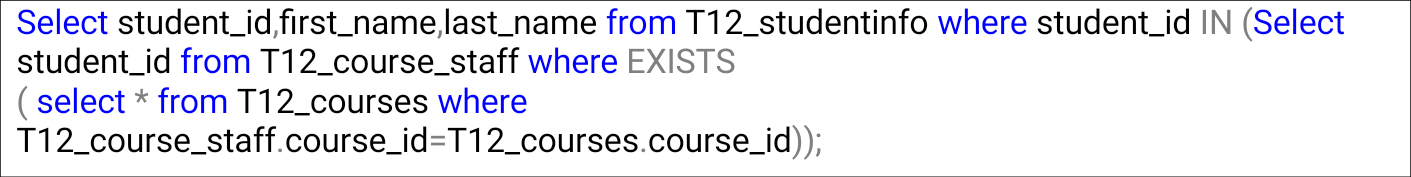 Select student_id,first_name,last_name from T12_studentinfo where student_id IN (Select
student_id from T12_course_staff where EXISTS
( select * from T12_courses where
T12_course_staff.course_id=T12_courses.course_id));